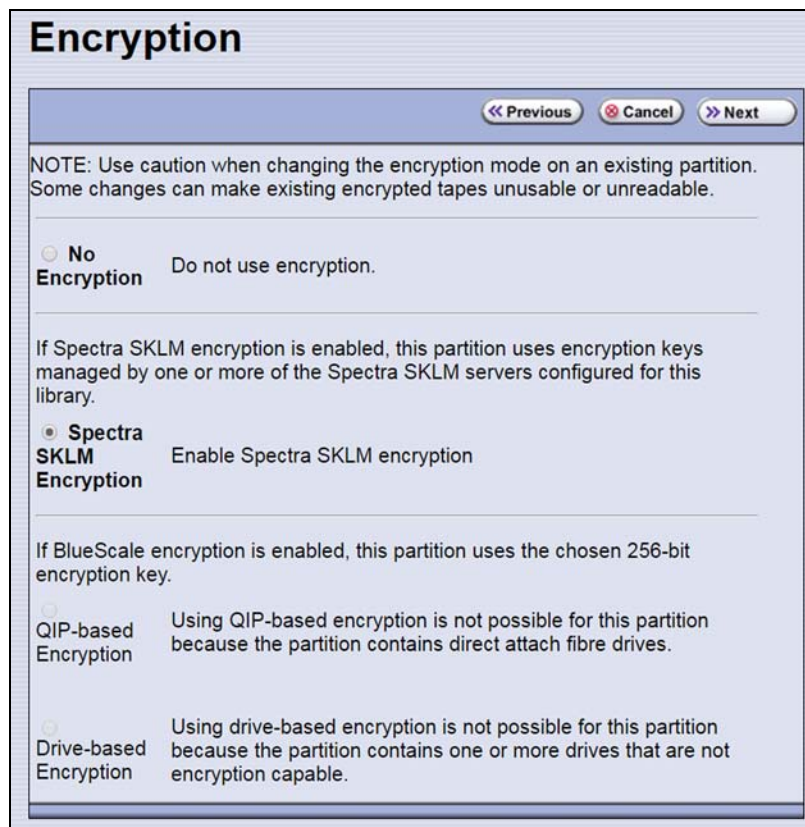 Encryption
Previous
Cancel
Next
NOTE: Use caution when changing the encryption mode on an existing partition.
Some changes can make existing encrypted tapes unusable or unreadable.
No
Encryption
Do not use encryption.
If Spectra SKLM encryption is enabled, this partition uses encryption keys
managed by one or more of the Spectra SKLM servers configured for this
library.
Spectra
SKLM
Encryption
Enable Spectra SKLM encryption
If BlueScale encryption is enabled, this partition uses the chosen 256-bit
encryption key.
QIP-based
Encryption
Using QIP-based encryption is not possible for this partition
because the partition contains direct attach fibre drives.
Drive-based
Encryption
Using drive-based encryption is not possible for this partition
because the partition contains one or more drives that are not
encryption capable.